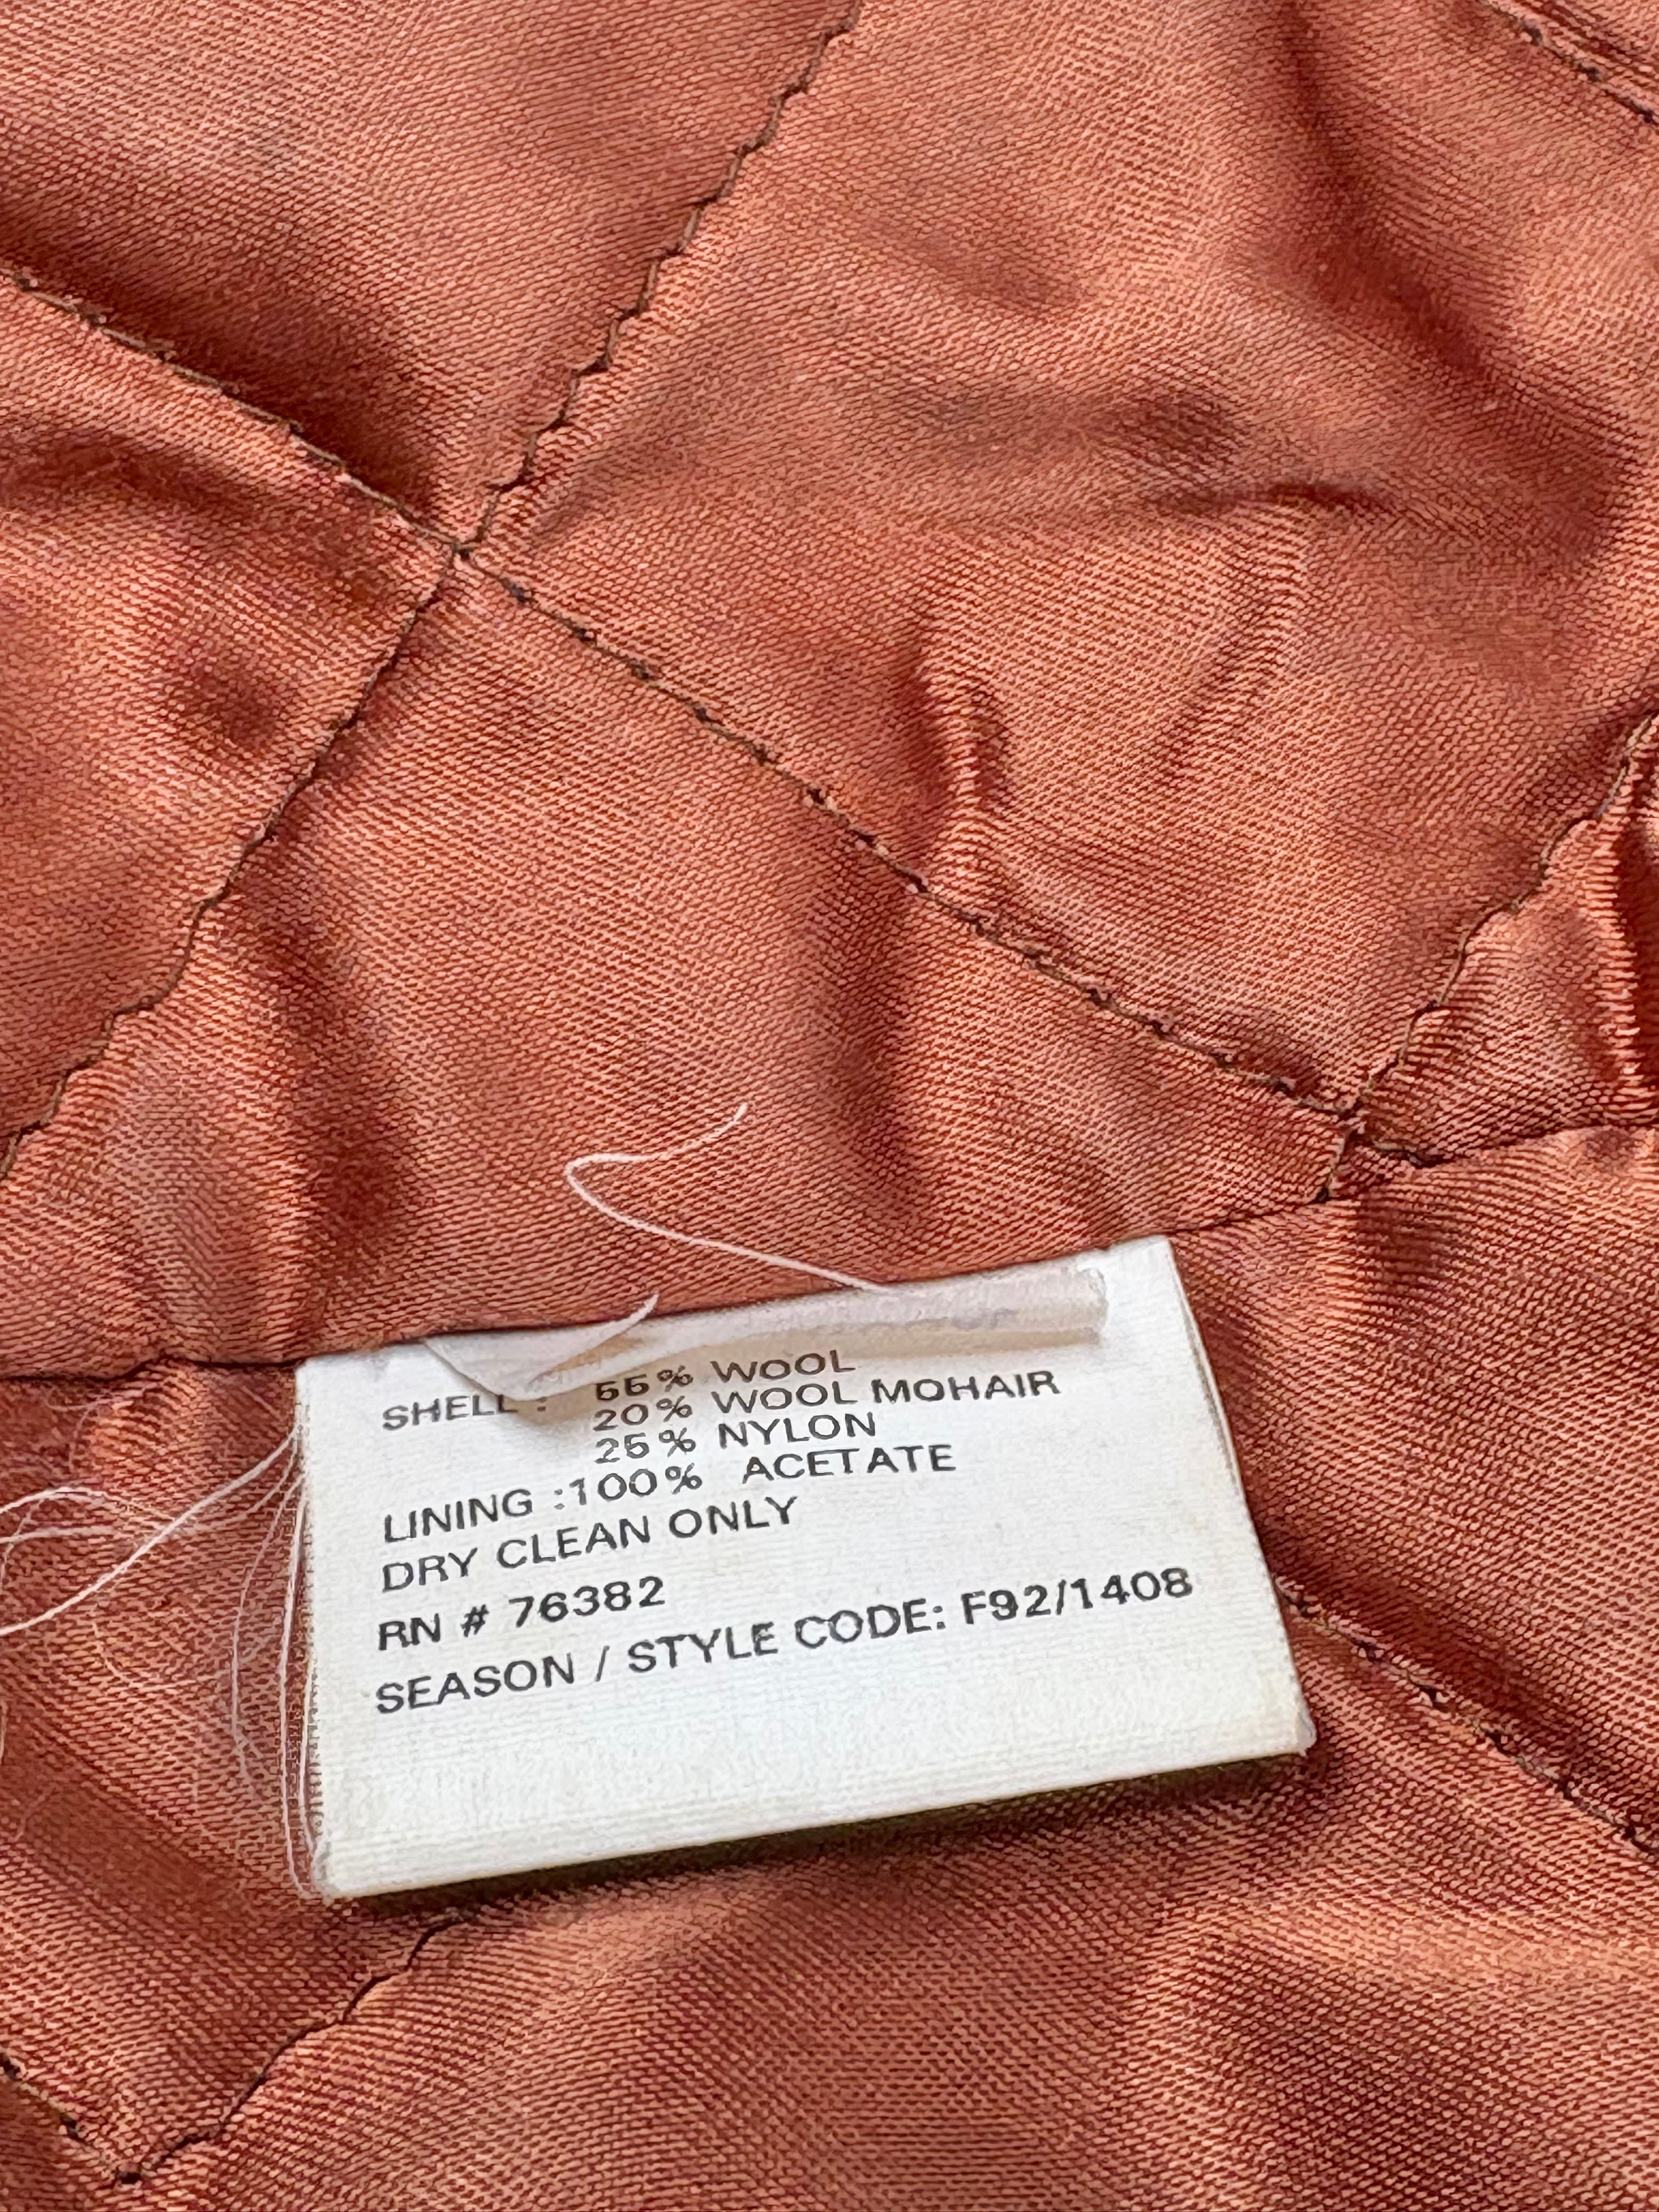 SHELL : 55% WOOL
20% WOOL MOHAIR
25% NYLON
LINING :100% ACETATE
DRY CLEAN ONLY
RN # 76382
SEASON / STYLE CODE: F92/1408